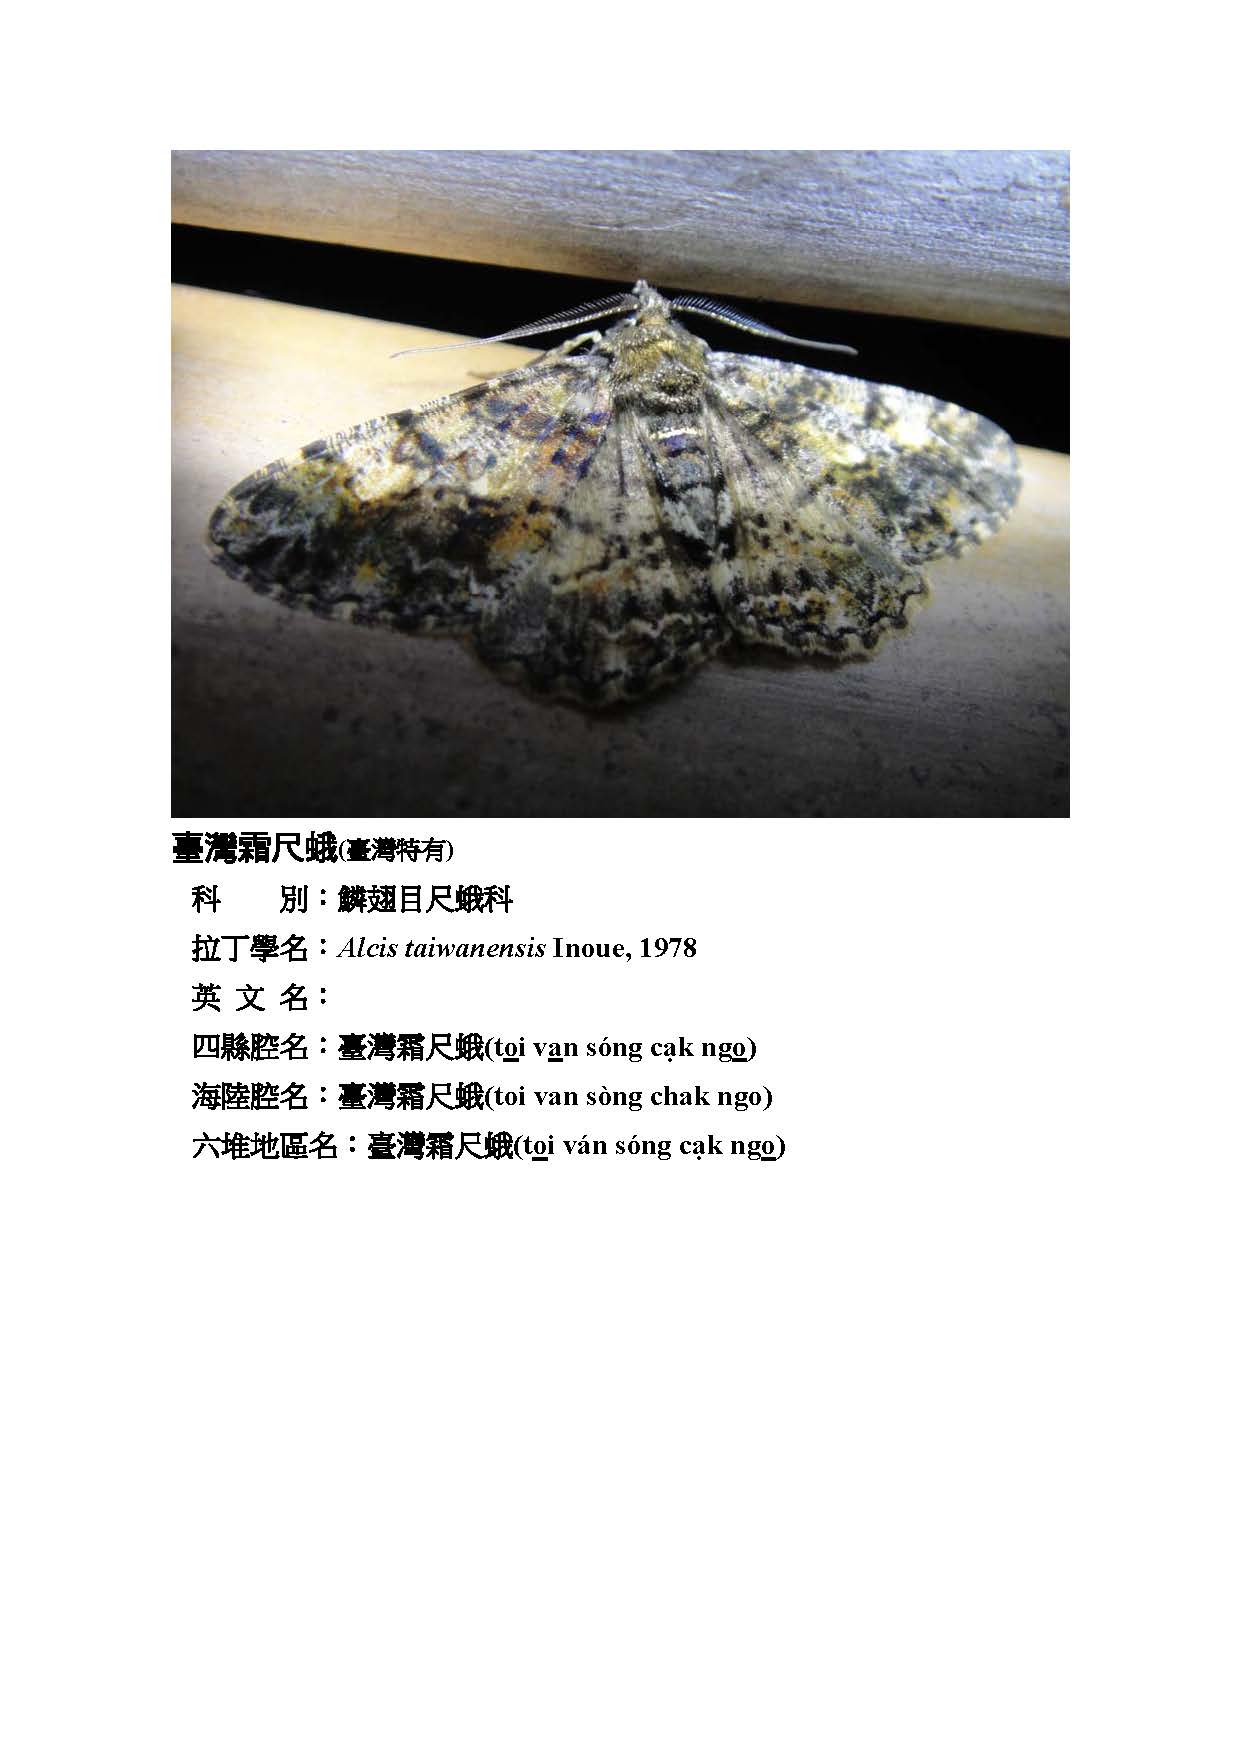 臺灣霜尺蛾(臺灣特有)
科　　別：鱗翅目尺蛾科
拉丁學名：Alcis taiwanensis Inoue, 1978
英 文 名：
四縣腔名：臺灣霜尺蛾(to̲i va̲n sóng cạk ngo̲)
海陸腔名：臺灣霜尺蛾(toi van sòng chak ngo)
六堆地區名：臺灣霜尺蛾(to̲i ván sóng cạk ngo̲)